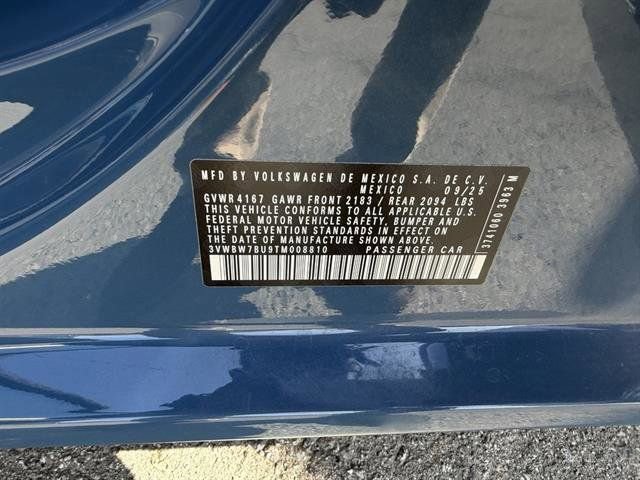 MFD BY VOLKSWAGEN DE MEXICO S.A. DE C.V.
MEXICO 09/25
GVWR 4167 GAWR FRONT 2183 / REAR 2094 LBS
THIS VEHICLE CONFORMS TO ALL APPLICABLE U.S.
FEDERAL MOTOR VEHICLE SAFETY, BUMPER AND
THEFT PREVENTION STANDARDS IN EFFECT ON
THE DATE OF MANUFACTURE SHOWN ABOVE.
3VWBW7BU9TM008810 PASSENGER CAR
3741000 3963 M